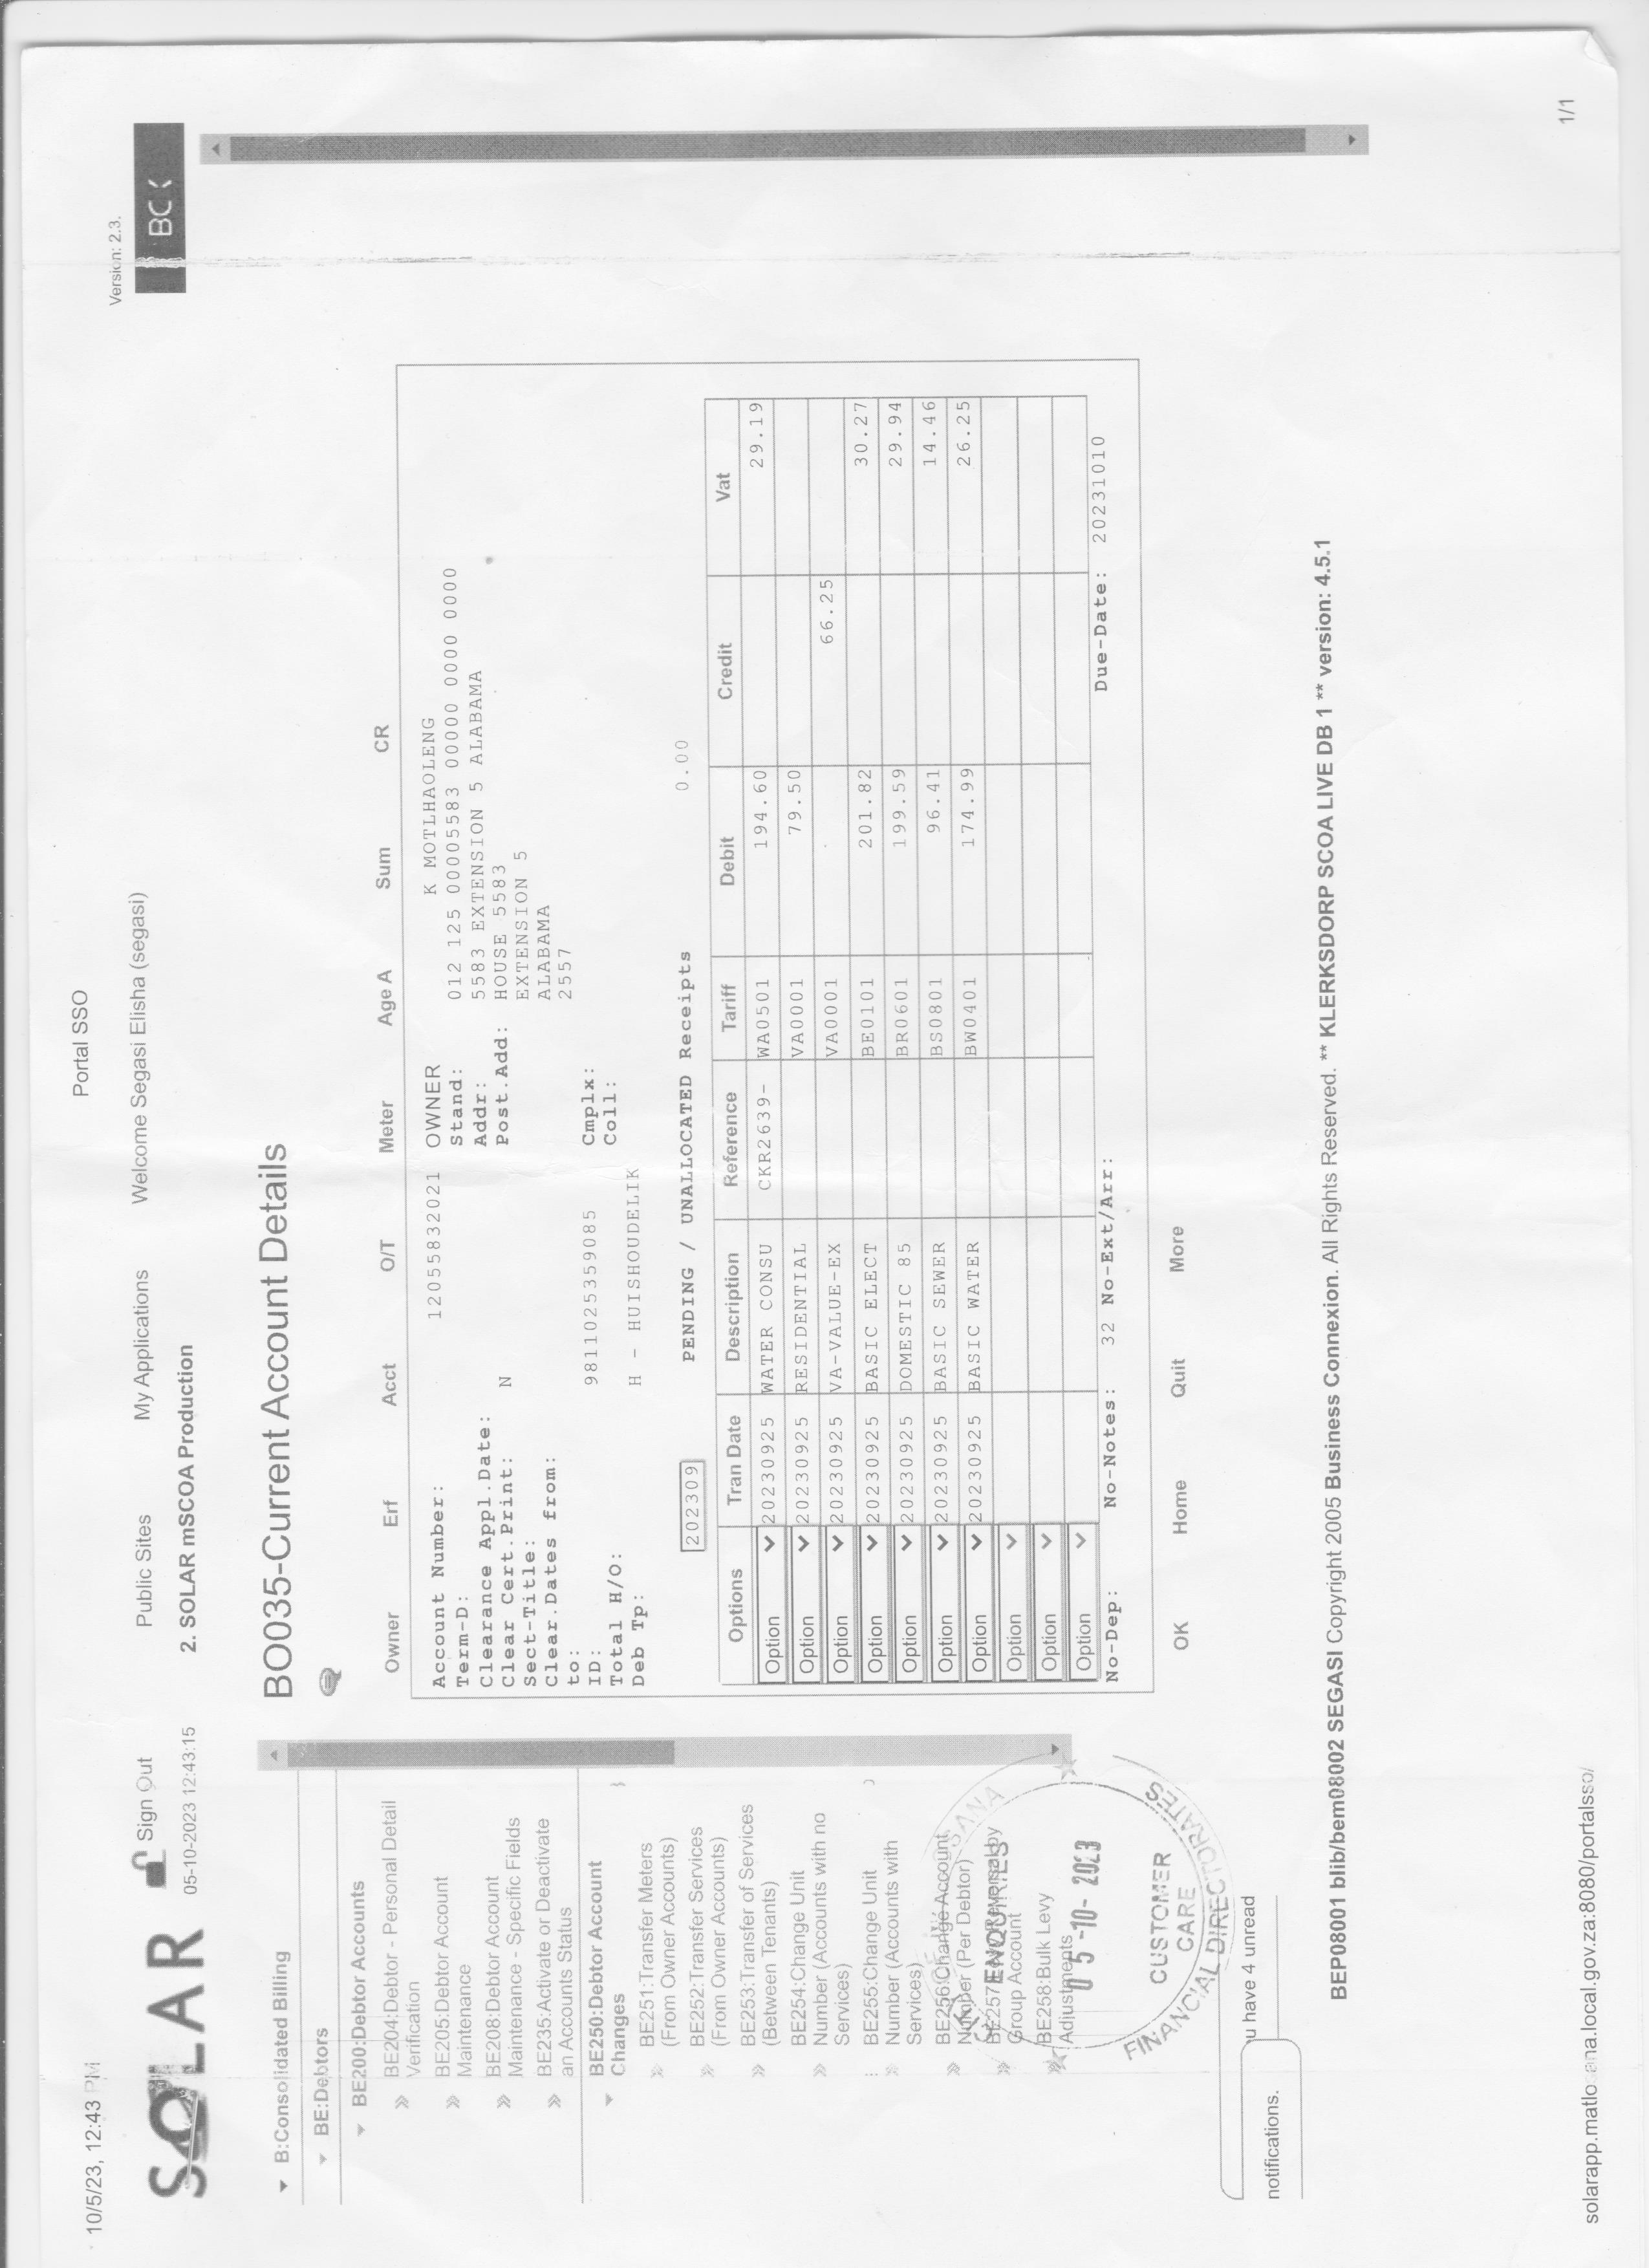 10/5/23, 12:43 PM
Portal SSO
Version: 2.3.
SOLAR
Sign Out
Public Sites
My Applications
Welcome Segasi Elisha (segasi)
05-10-2023 12:43:15
2. SOLAR mSCOA Production
B:Consolidated Billing
BE:Debtors
BE200:Debtor Accounts
BE204:Debtor - Personal Detail
Verification
BE205:Debtor Account
Maintenance
BE208:Debtor Account
Maintenance - Specific Fields
BE235:Activate or Deactivate
an Accounts Status
BE250:Debtor Account
Changes
BE251:Transfer Meters
(From Owner Accounts)
BE252:Transfer Services
(From Owner Accounts)
BE253:Transfer of Services
(Between Tenants)
BE254:Change Unit
Number (Accounts with no
Services)
BE255:Change Unit
Number (Accounts with
Services)
BE256:Change Account
Number (Per Debtor)
BE257:Levy Reversal by
Group Account
BE258:Bulk Levy
Adjustments
CITY OF
ENQUIRIES
05-10-2023
CUSTOMER
CARE
FINANCIAL DIRECTORATES
u have 4 unread
notifications.
BO035-Current Account Details
Owner Erf Acct O/T Meter Age A Sum CR
Account Number: 12055832021 OWNER K MOTLHAOLENG
Term-D: Stand: 012 125 00005583 00000 0000 0000
Clearance Appl.Date: Addr: 5583 EXTENSION 5 ALABAMA
Clear Cert.Print: N Post.Add: HOUSE 5583
Sect-Title: EXTENSION 5
Clear.Dates from: ALABAMA
to: 2557
ID: 9811025359085 Cmplx:
Total H/O: Coll:
Deb Tp: H - HUISHOUDELIK
202309 PENDING / UNALLOCATED Receipts 0.00
Options Tran Date Description Reference Tariff Debit Credit Vat
Option 20230925 WATER CONSU CKR2639- WA0501 194.60 29.19
Option 20230925 RESIDENTIAL VA0001 79.50
Option 20230925 VA-VALUE-EX VA0001 66.25
Option 20230925 BASIC ELECT BE0101 201.82 30.27
Option 20230925 DOMESTIC 85 BR0601 199.59 29.94
Option 20230925 BASIC SEWER BS0801 96.41 14.46
Option 20230925 BASIC WATER BW0401 174.99 26.25
Option
Option
Option
No-Dep: No-Notes: 32 No-Ext/Arr: Due-Date: 20231010
OK Home Quit More
BEP08001 blib/bem08002 SEGASI Copyright 2005 Business Connexion. All Rights Reserved. ** KLERKSDORP SCOA LIVE DB 1 ** version: 4.5.1
1/1